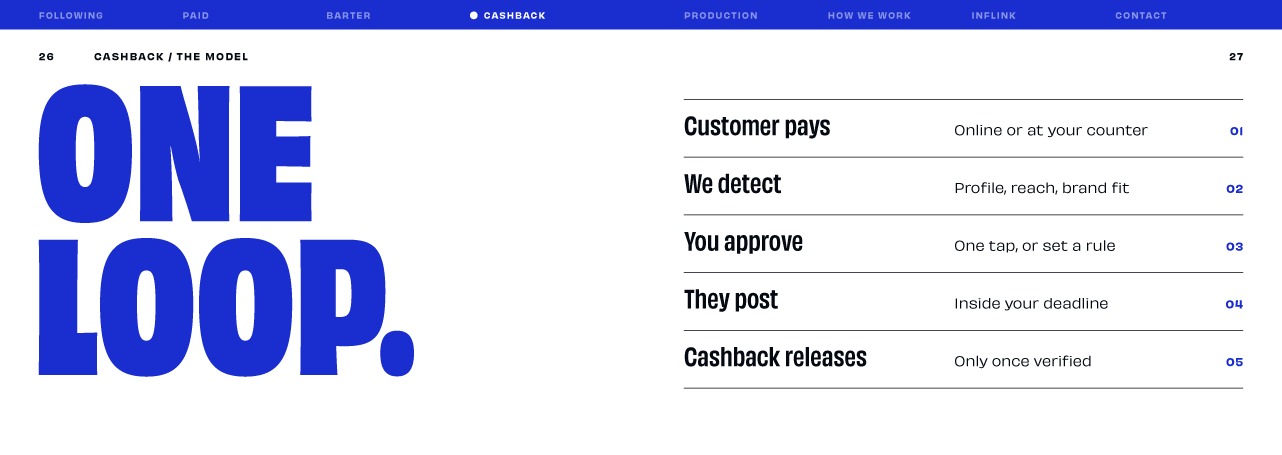 FOLLOWING PAID BARTER CASHBACK PRODUCTION HOW WE WORK INFLINK CONTACT
26 CASHBACK / THE MODEL 27
ONE
LOOP.
Customer pays Online or at your counter 01
We detect Profile, reach, brand fit 02
You approve One tap, or set a rule 03
They post Inside your deadline 04
Cashback releases Only once verified 05